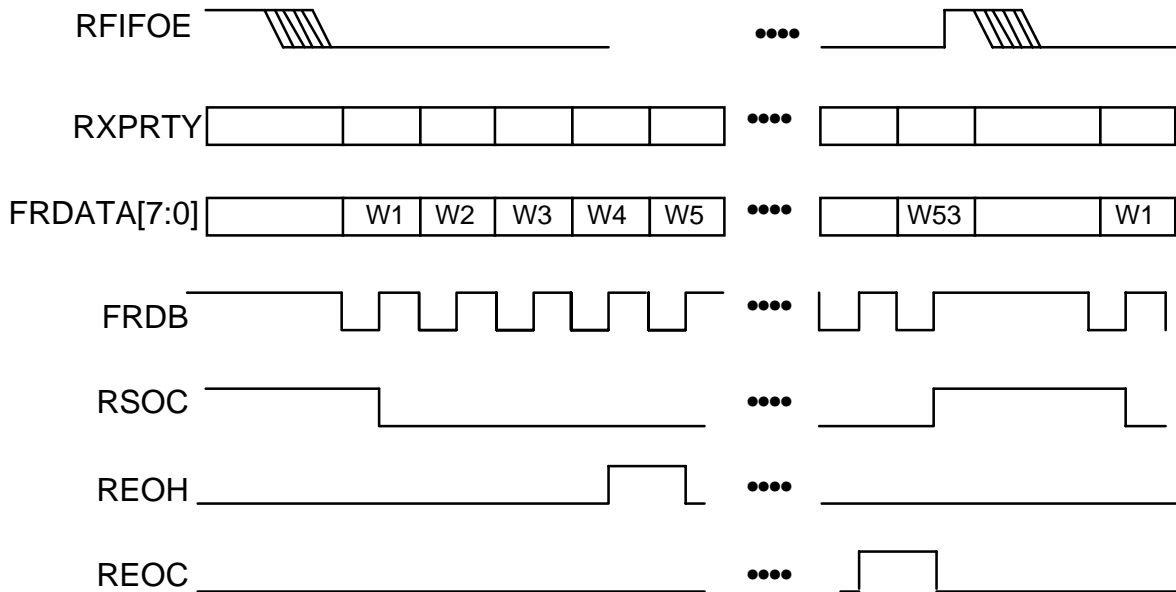 RFIFOE
RXPRTY
FRDATA[7:0] W1 W2 W3 W4 W5 W53 W1
FRDB
RSOC
REOH
REOC